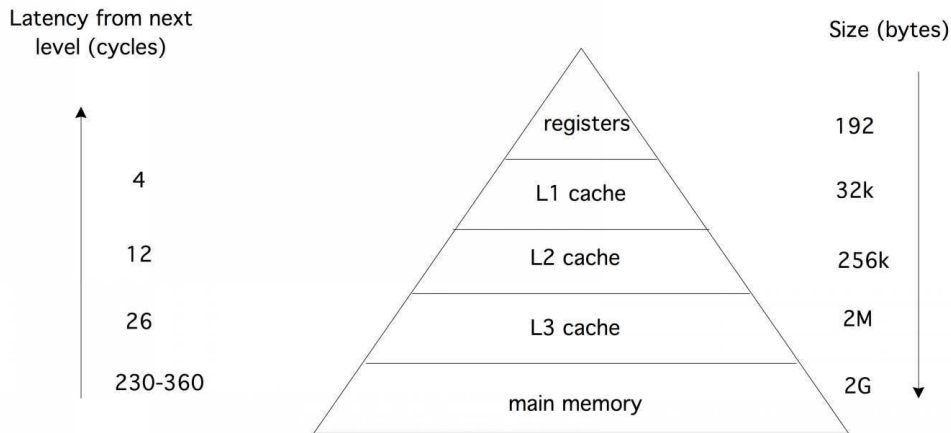 Latency from next
level (cycles)
Size (bytes)
registers
192
4
L1 cache
32k
12
L2 cache
256k
26
L3 cache
2M
230-360
main memory
2G